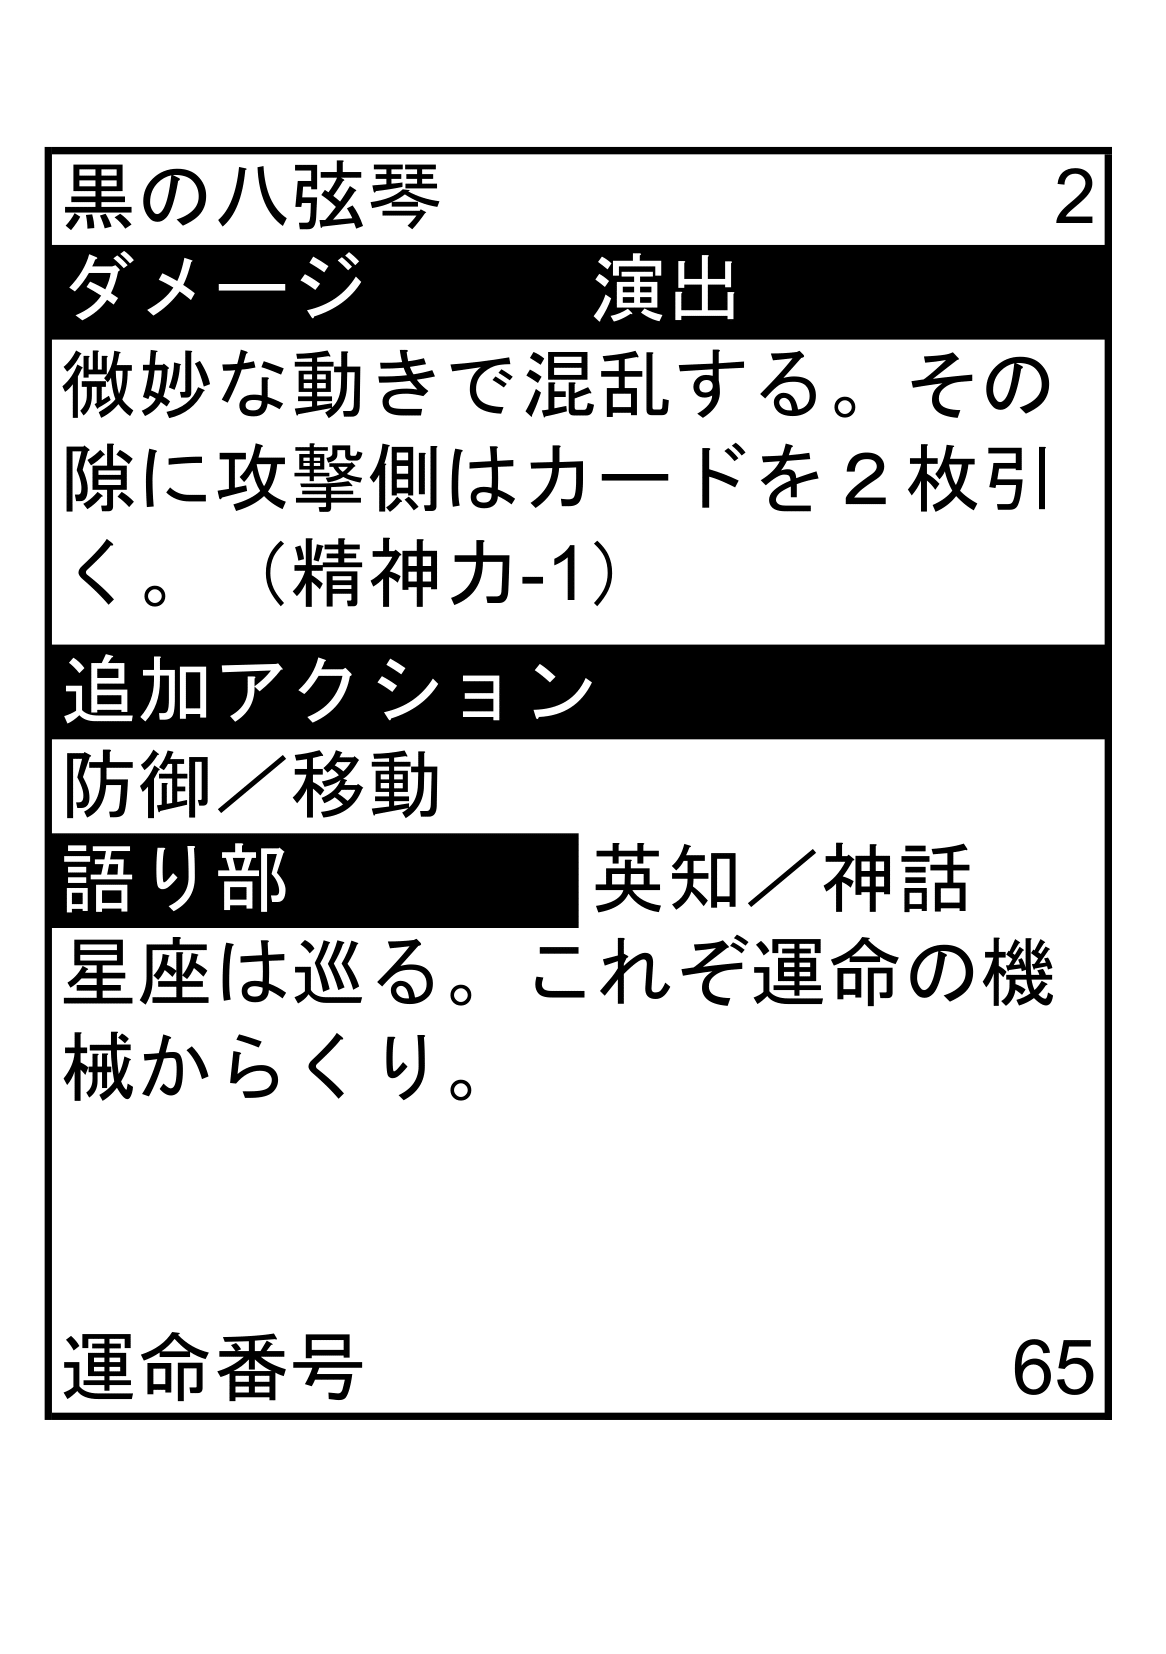 黒の八弦琴 2
ダメージ 演出
微妙な動きで混乱する。その
隙に攻撃側はカードを２枚引
く。（精神力-1）
追加アクション
防御／移動
語り部 英知／神話
星座は巡る。これぞ運命の機
械からくり。
運命番号 65